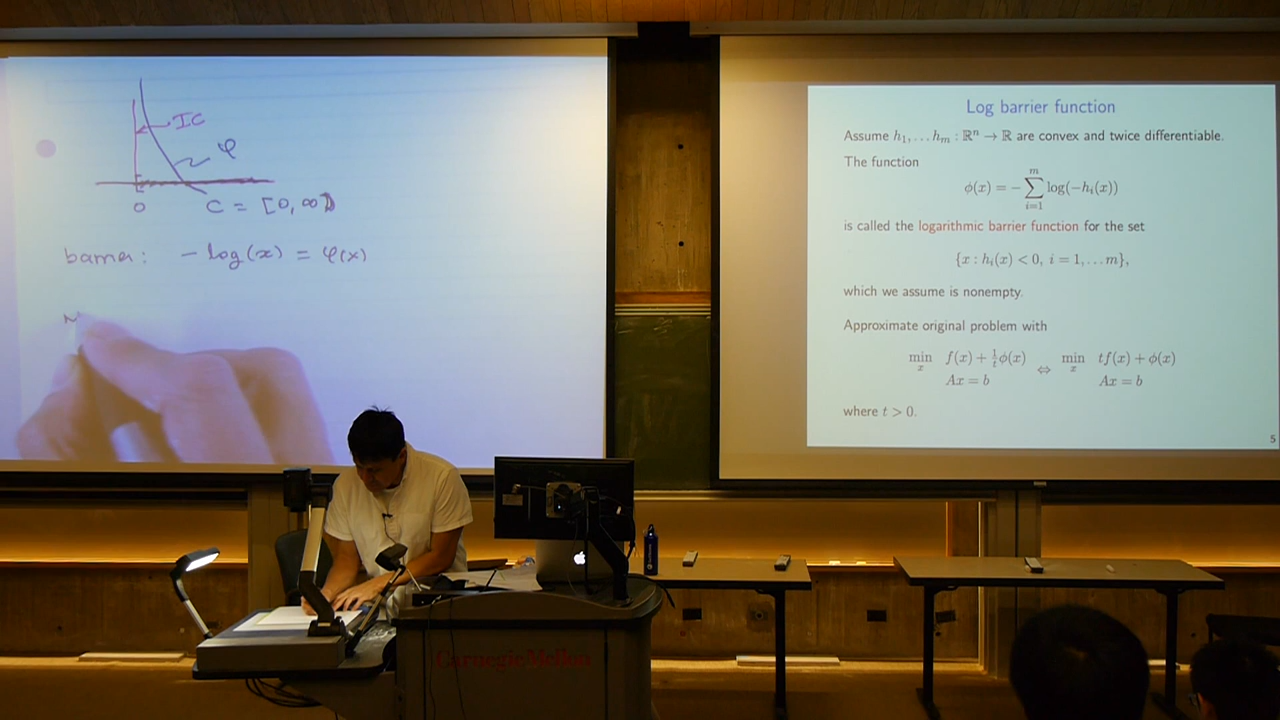 IC
φ
0 C = [0, ∞)
barrier: - log(x) = φ(x)
Log barrier function
Assume h₁, . . . hₘ : ℝⁿ → ℝ are convex and twice differentiable.
The function
ϕ(x) = − ∑ᵢ₌₁ᵐ log(−hᵢ(x))
is called the logarithmic barrier function for the set
{x : hᵢ(x) < 0, i = 1, . . . m},
which we assume is nonempty.
Approximate original problem with
min_x f(x) + 1/t ϕ(x) ⇔ min_x tf(x) + ϕ(x)
Ax = b Ax = b
where t > 0.
5
Carnegie Mellon